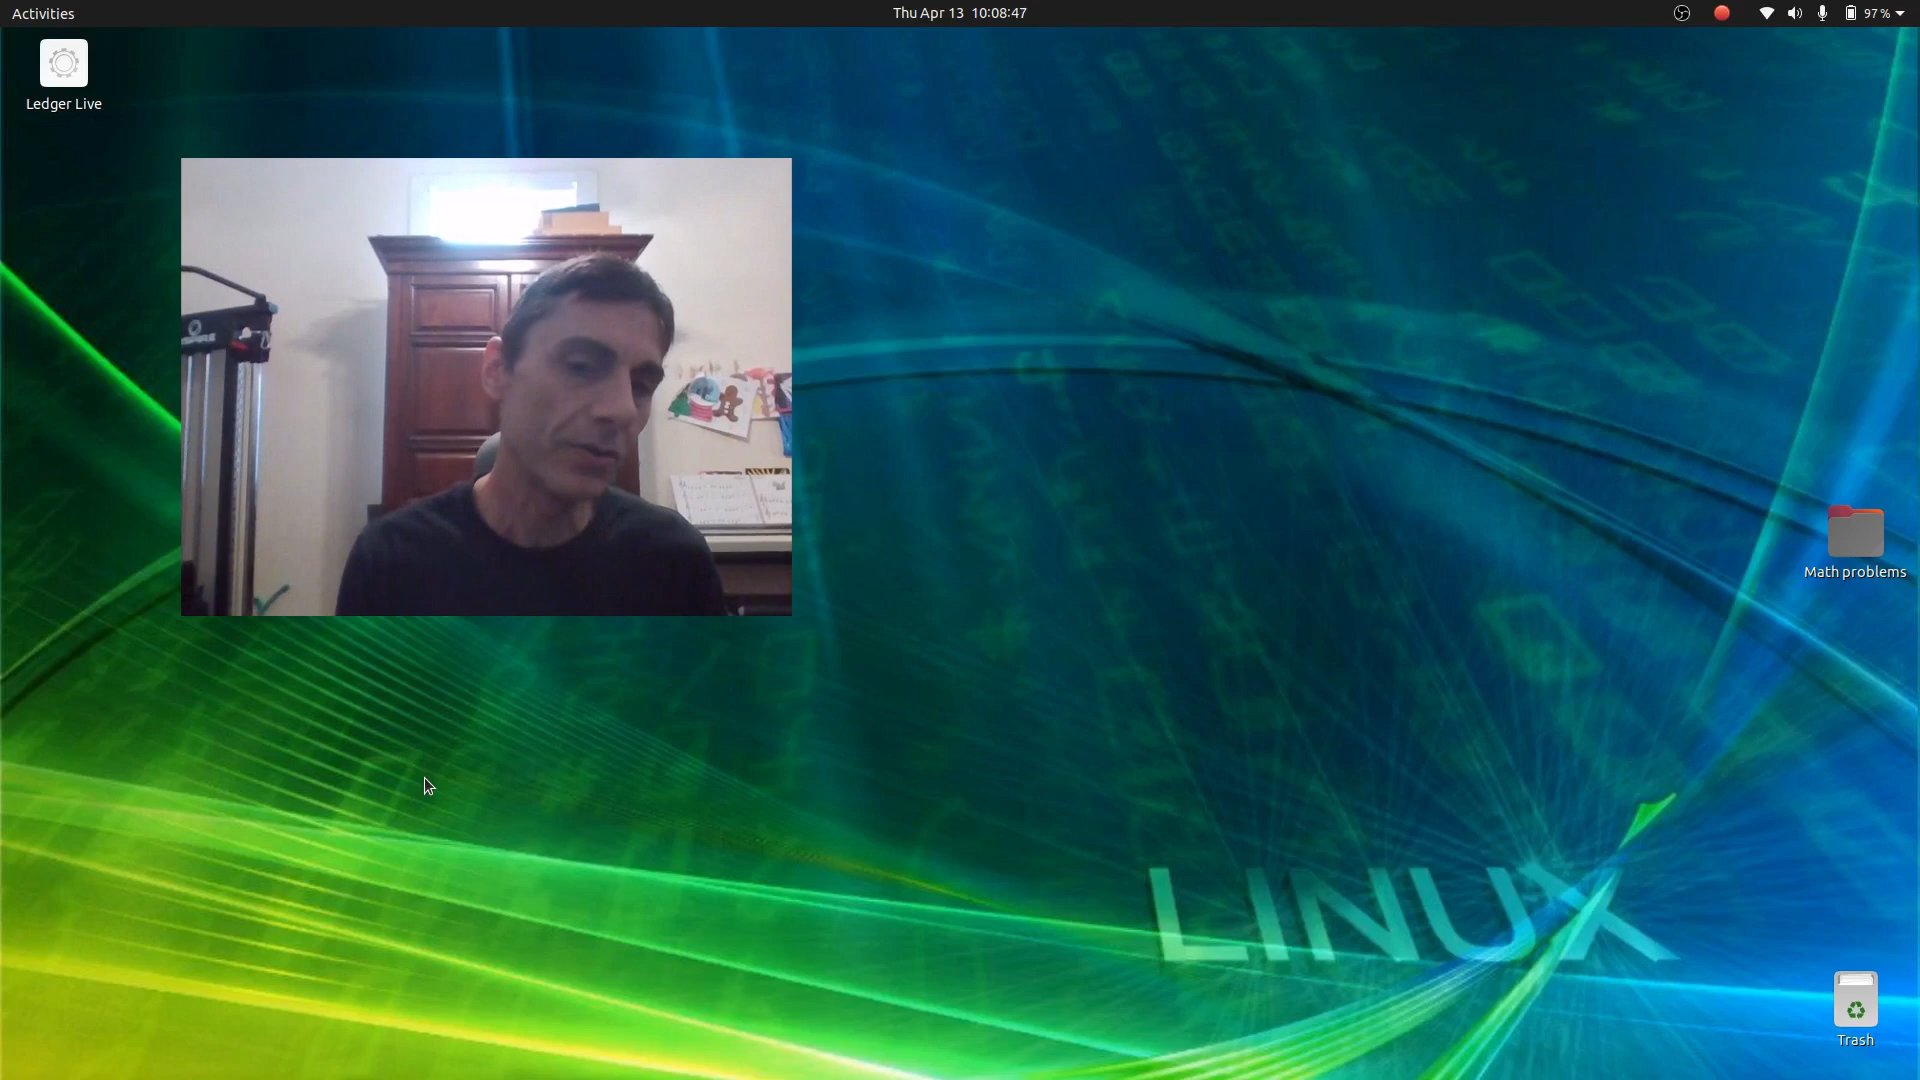 Activities
Thu Apr 13 10:08:47
97 %
Ledger Live
Math problems
LINUX
Trash